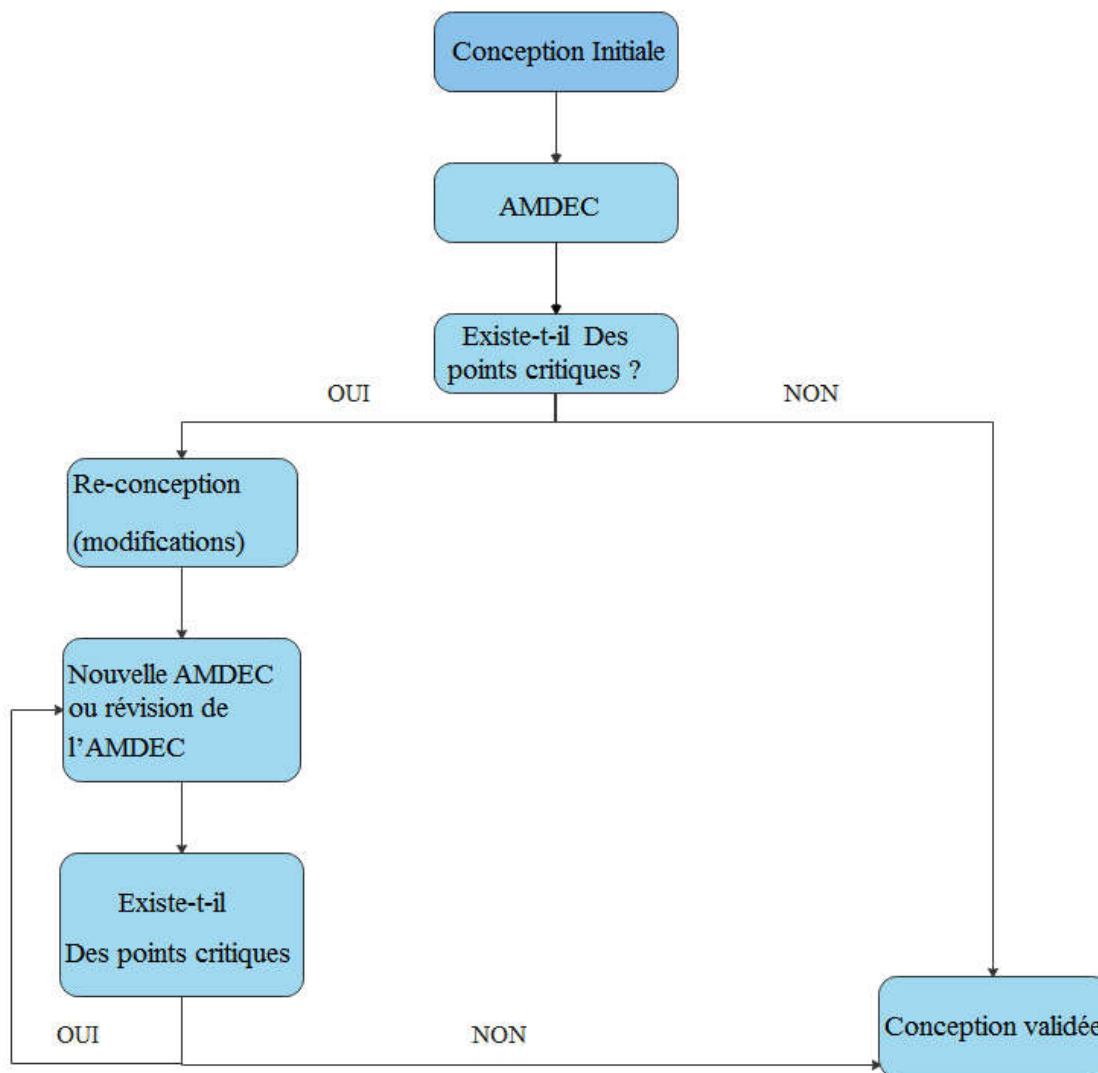 Conception Initiale
AMDEC
Existe-t-il Des
points critiques ?
OUI
NON
Re-conception
(modifications)
Nouvelle AMDEC
ou révision de
l’AMDEC
Existe-t-il
Des points critiques
OUI
NON
Conception validée